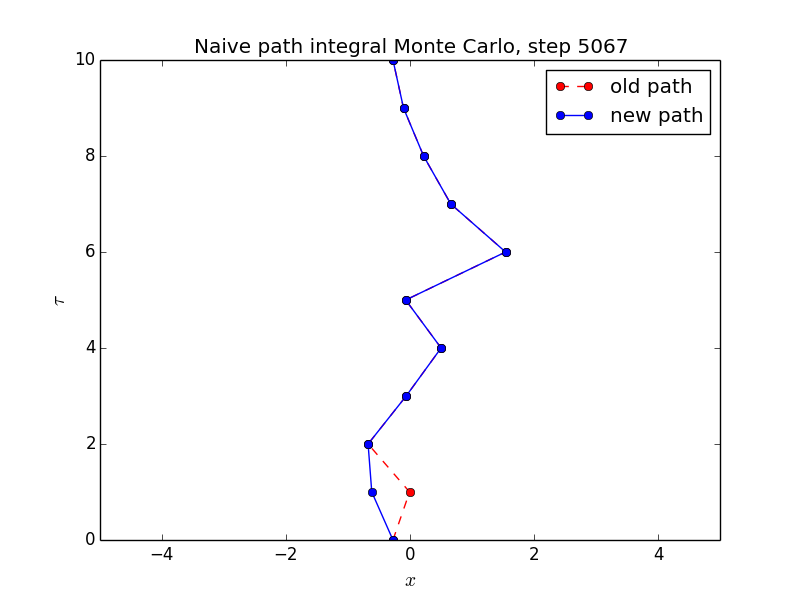 Naive path integral Monte Carlo, step 5067
10
8
6
4
2
0
τ
old path
new path
−4
−2
0
2
4
x